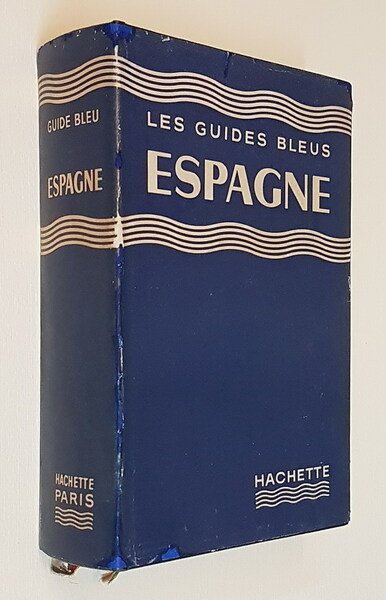 GUIDE BLEU
ESPAGNE
HACHETTE
PARIS
LES GUIDES BLEUS
ESPAGNE
HACHETTE